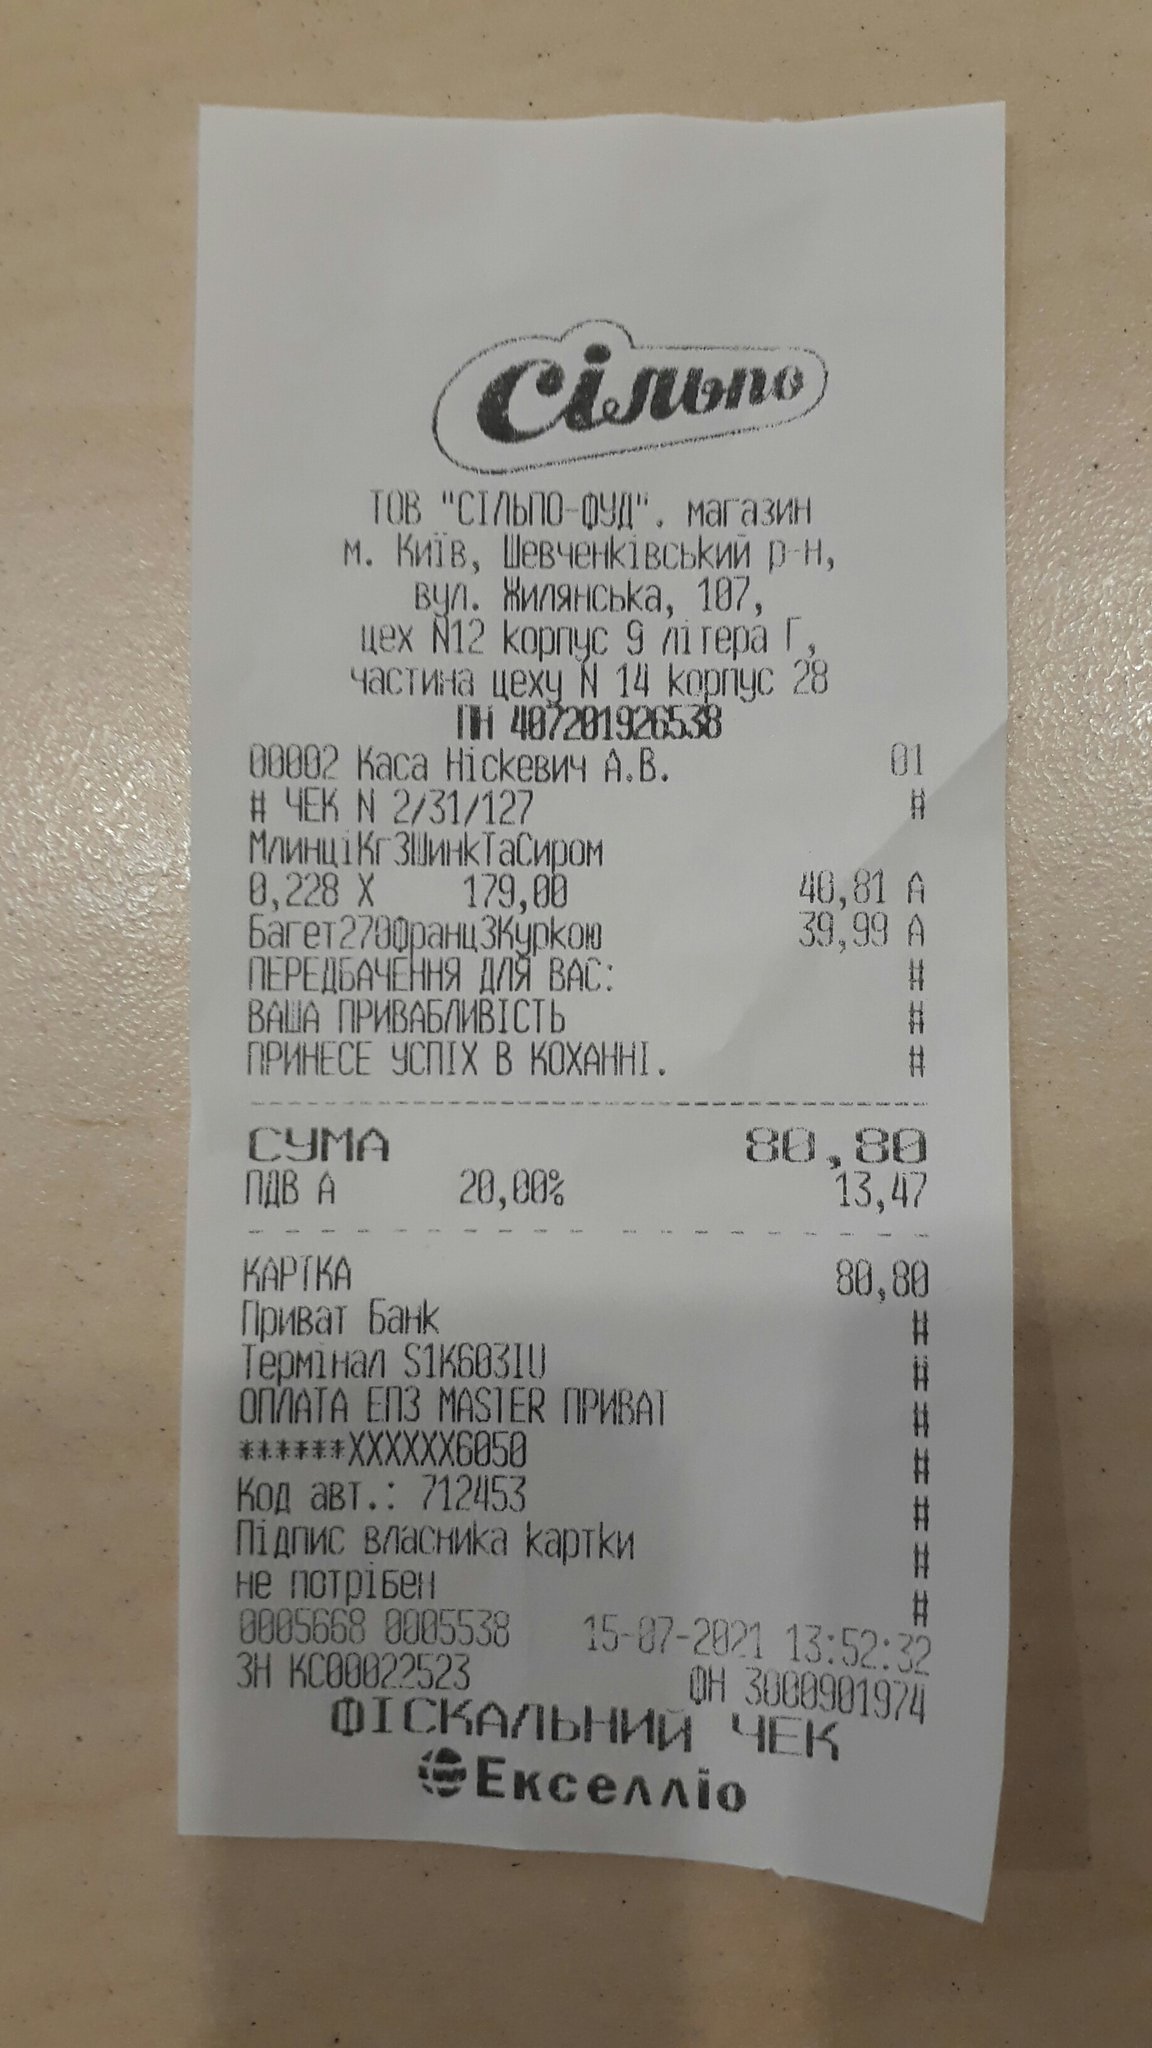 Сільпо
ТОВ "СІЛЬПО-ФУД". магазин
м. Київ, Шевченківський р-н,
вул. Жилянська, 107,
цех N12 корпус 9 літера Г,
частина цеху N 14 корпус 28
ПН 407201926538
00002 Каса Ніскевич А.В. 01
# ЧЕК N 2/31/127 #
МлинціКгЗШинкТаСиром
0,228 X 179,00 40,81 А
Багет270ФранцЗКуркою 39,99 А
ПЕРЕДБАЧЕННЯ ДЛЯ ВАС: #
ВАША ПРИВАБЛИВІСТЬ #
ПРИНЕСЕ УСПІХ В КОХАННІ. #
СУМА 80,80
ПДВ А 20,00% 13,47
КАРТКА 80,80
Приват Банк #
Термінал S1K603IU #
ОПЛАТА ЕПЗ MASTER ПРИВАТ #
******XXXXXX6050 #
Код авт.: 712453 #
Підпис власника картки #
не потрібен #
0005668 0005538 15-07-2021 13:52:32
ЗН КС00022523 ФН 3000901974
ФІСКАЛЬНИЙ ЧЕК
Екселліо